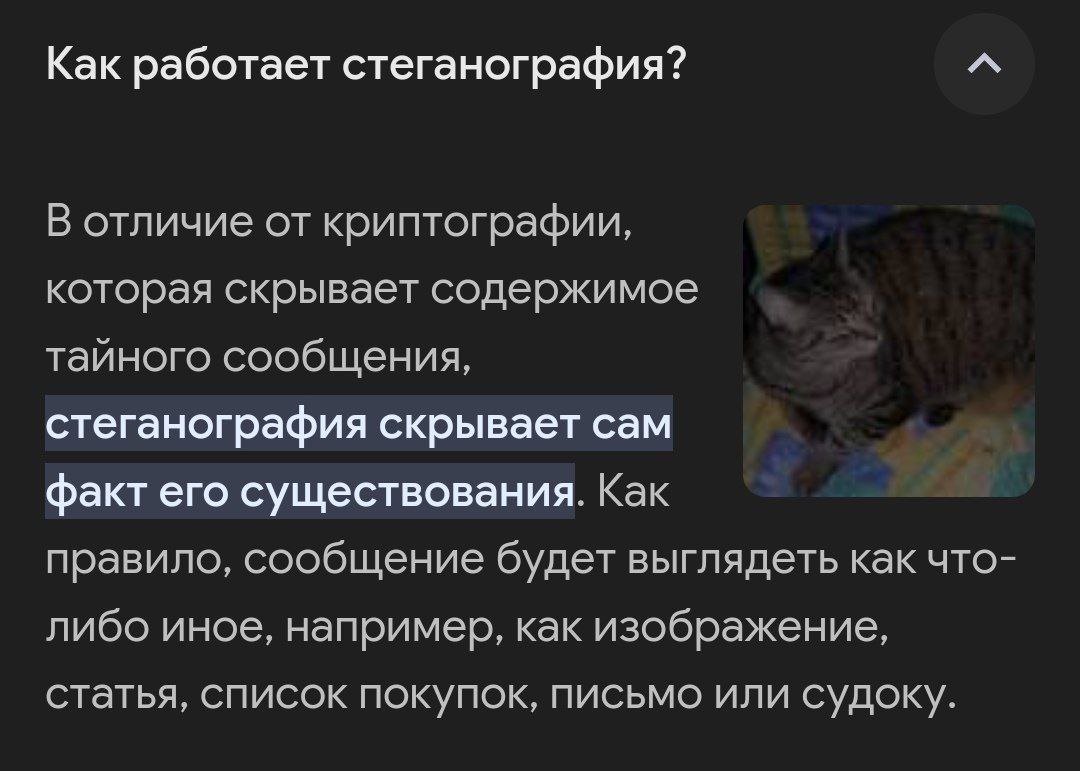 Как работает стеганография?
В отличие от криптографии,
которая скрывает содержимое
тайного сообщения,
стеганография скрывает сам
факт его существования. Как
правило, сообщение будет выглядеть как что-
либо иное, например, как изображение,
статья, список покупок, письмо или судоку.